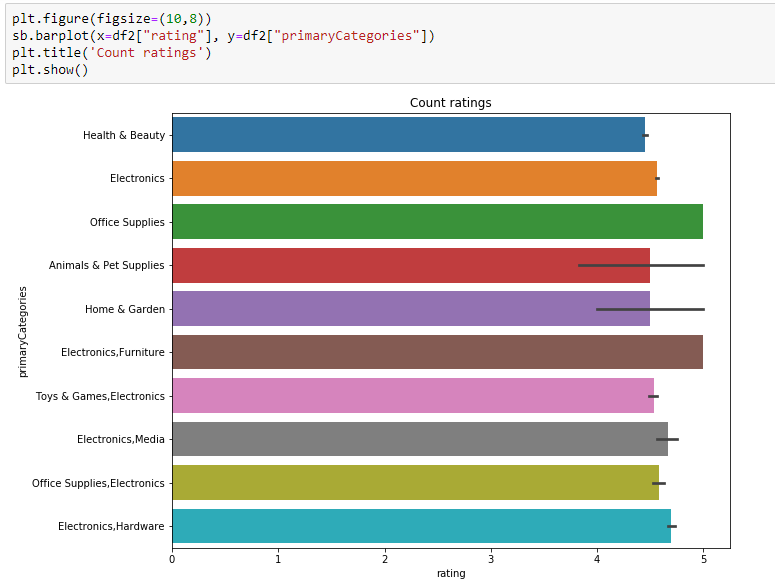 plt.figure(figsize=(10,8))
sb.barplot(x=df2["rating"], y=df2["primaryCategories"])
plt.title('Count ratings')
plt.show()
Count ratings
Health & Beauty
Electronics
Office Supplies
Animals & Pet Supplies
Home & Garden
Electronics,Furniture
Toys & Games,Electronics
Electronics,Media
Office Supplies,Electronics
Electronics,Hardware
primaryCategories
0 1 2 3 4 5
rating